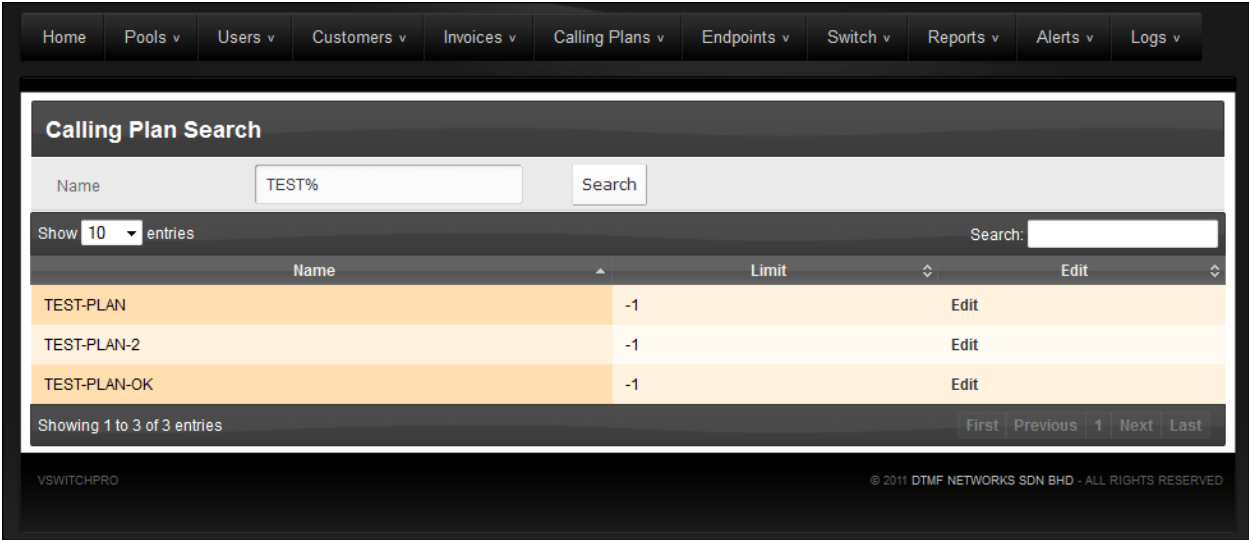 Home Pools v Users v Customers v Invoices v Calling Plans v Endpoints v Switch v Reports v Alerts v Logs v
Calling Plan Search
Name TEST% Search
Show 10 entries Search:
Name Limit Edit
TEST-PLAN -1 Edit
TEST-PLAN-2 -1 Edit
TEST-PLAN-OK -1 Edit
Showing 1 to 3 of 3 entries First Previous 1 Next Last
VSWITCHPRO © 2011 DTMF NETWORKS SDN BHD - ALL RIGHTS RESERVED